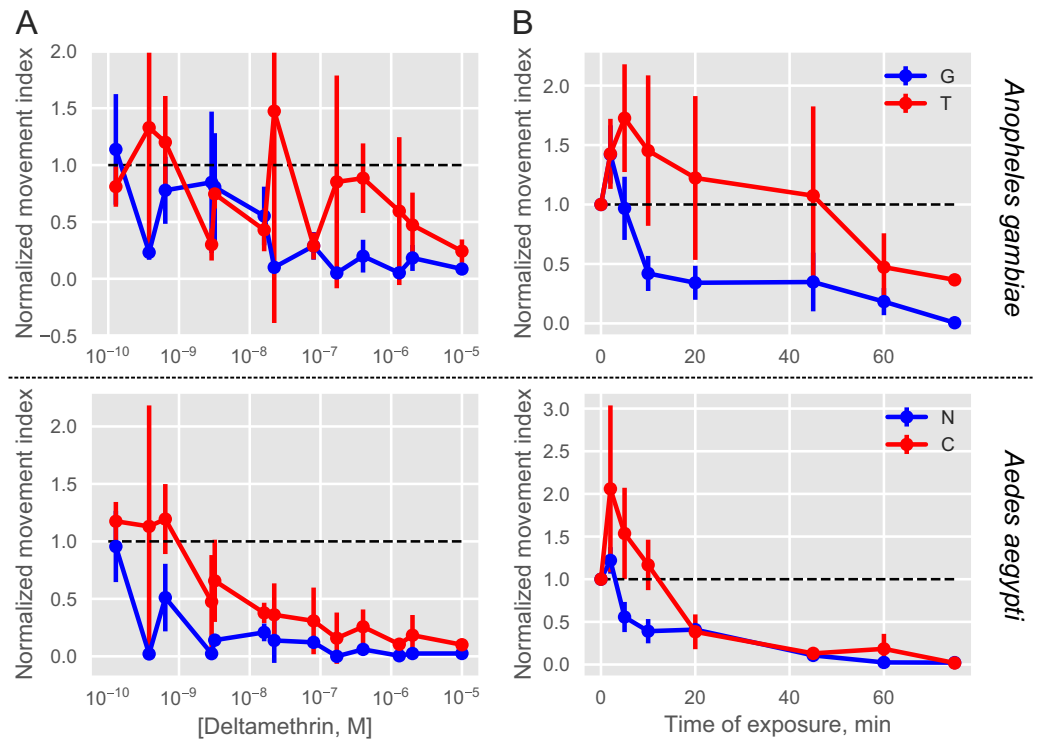 A
B
Normalized movement index
2.0
1.5
1.0
0.5
0.0
−0.5
10⁻¹⁰ 10⁻⁹ 10⁻⁸ 10⁻⁷ 10⁻⁶ 10⁻⁵
Normalized movement index
2.0
1.5
1.0
0.5
0.0
0 20 40 60
G
T
Anopheles gambiae
Normalized movement index
2.0
1.5
1.0
0.5
0.0
10⁻¹⁰ 10⁻⁹ 10⁻⁸ 10⁻⁷ 10⁻⁶ 10⁻⁵
[Deltamethrin, M]
Normalized movement index
3.0
2.5
2.0
1.5
1.0
0.5
0.0
0 20 40 60
Time of exposure, min
N
C
Aedes aegypti